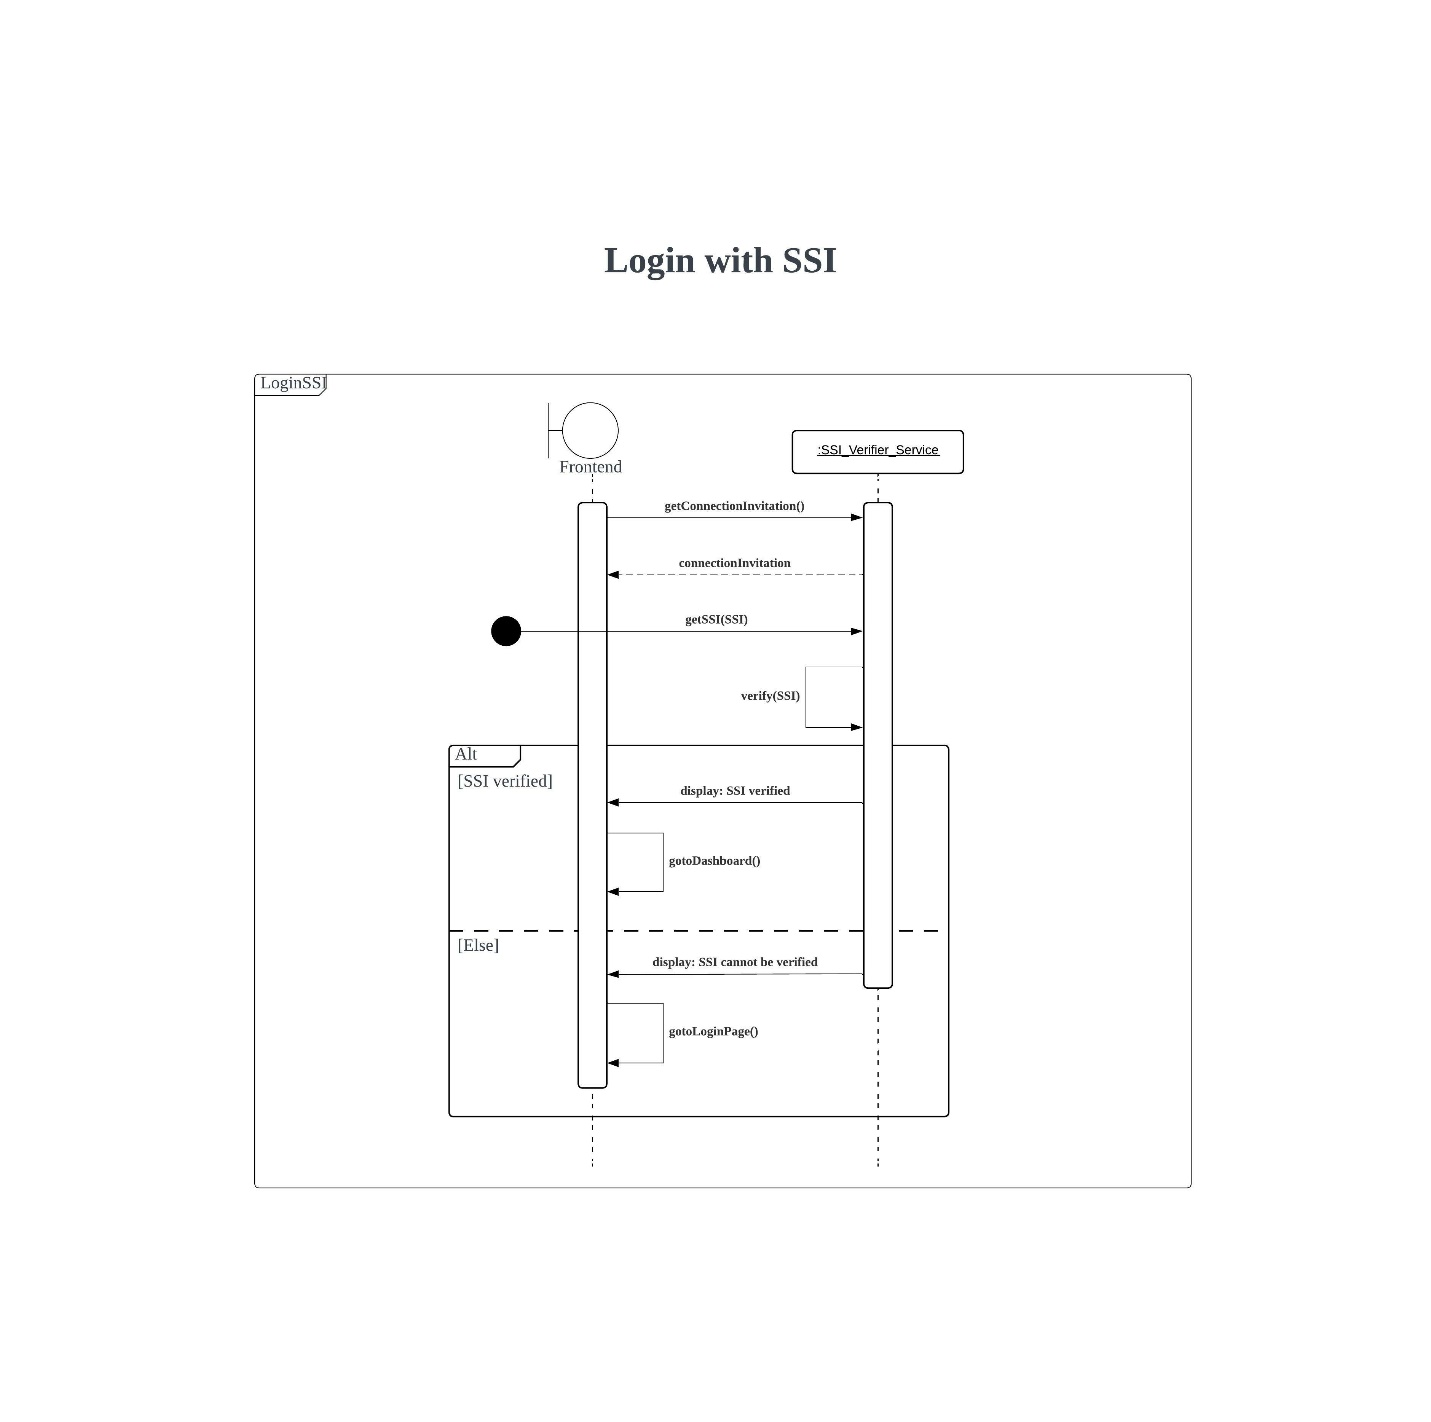 Login with SSI
LoginSSI
Frontend
:SSI_Verifier_Service
getConnectionInvitation()
connectionInvitation
getSSI(SSI)
verify(SSI)
Alt
[SSI verified]
display: SSI verified
gotoDashboard()
[Else]
display: SSI cannot be verified
gotoLoginPage()